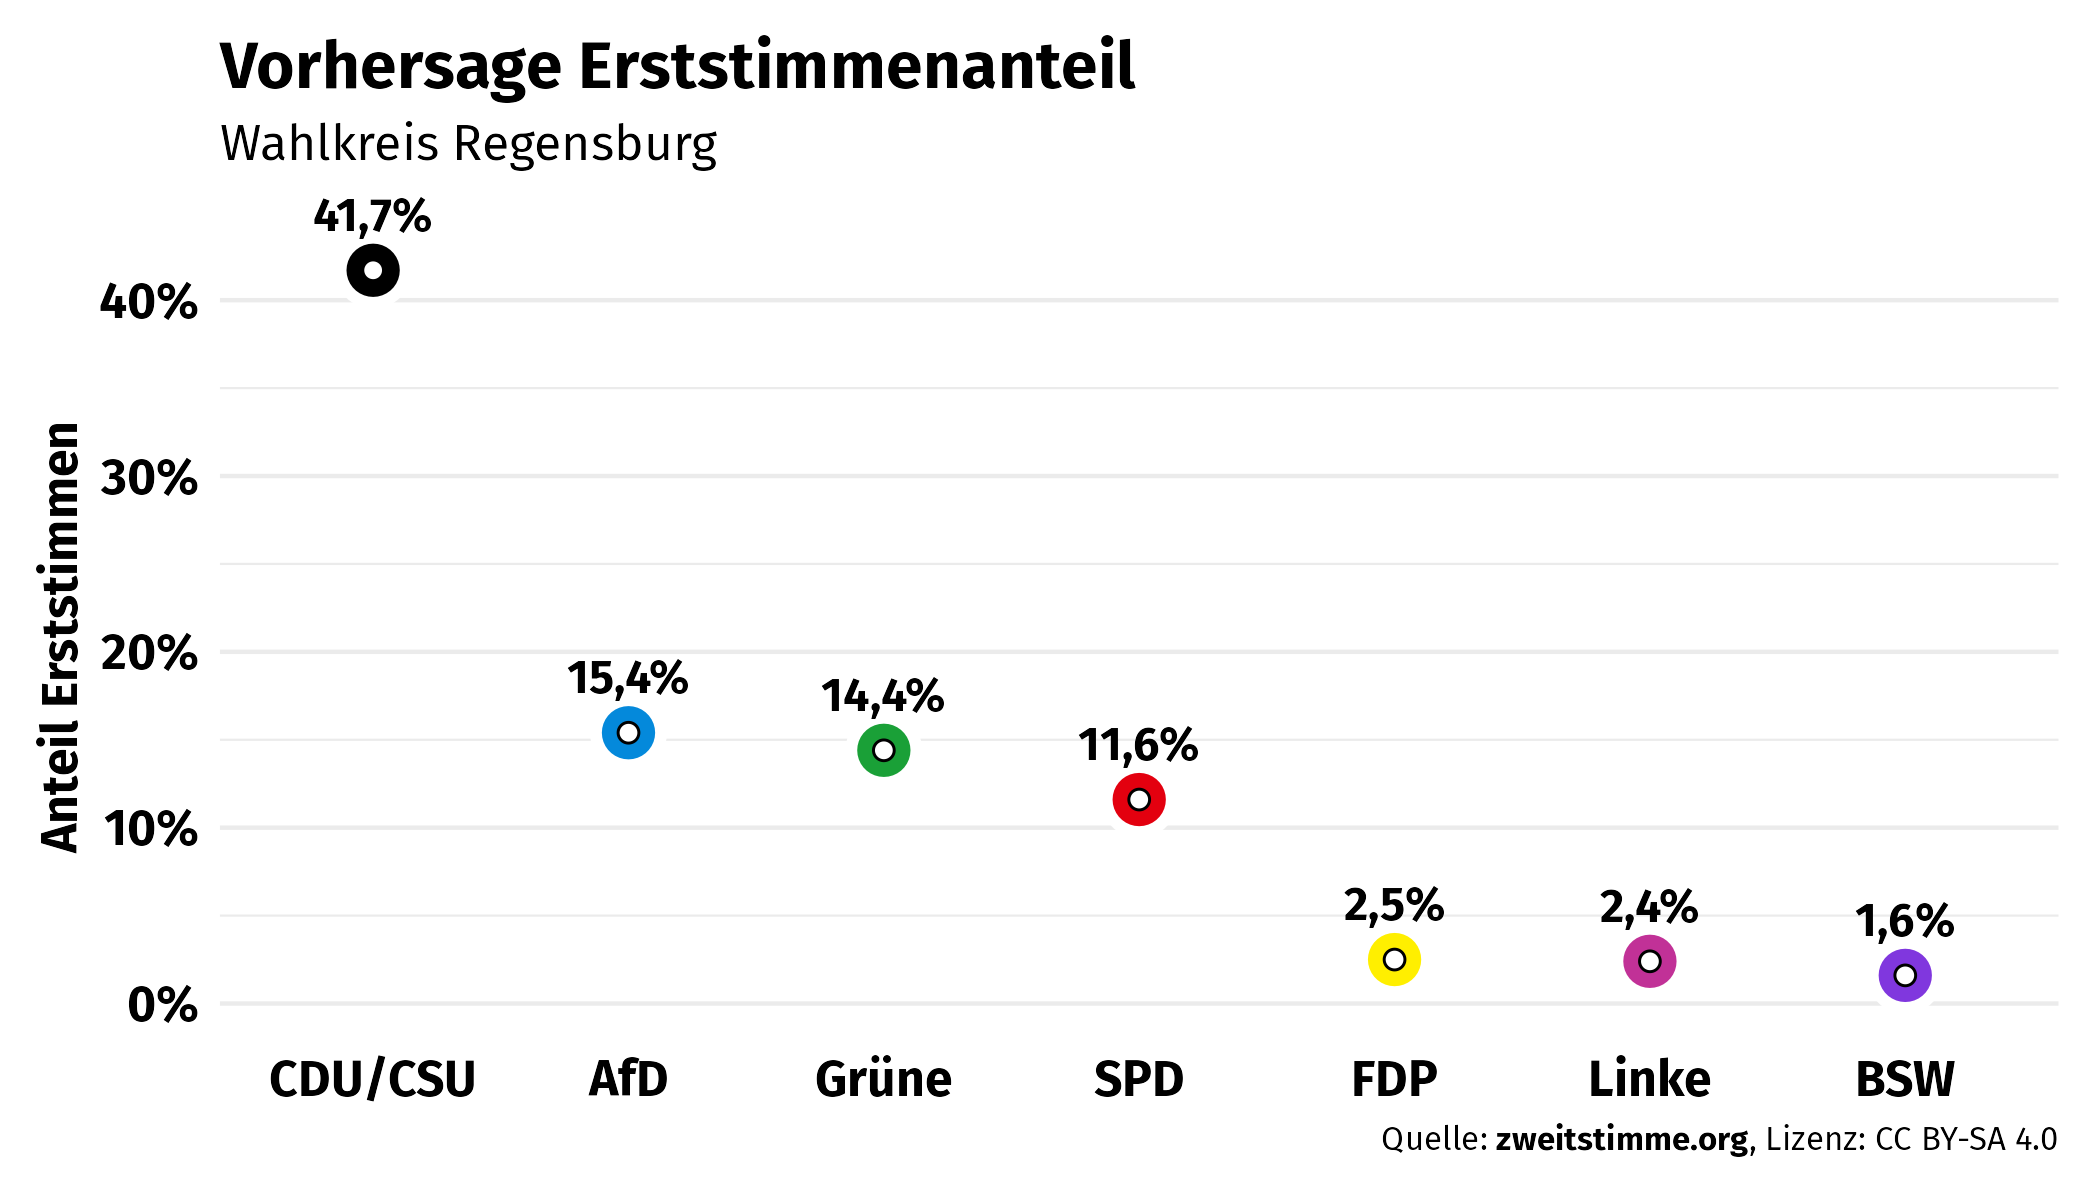 Vorhersage Erststimmenanteil
Wahlkreis Regensburg
41,7%
40%
30%
20%
15,4%
14,4%
11,6%
10%
2,5%
2,4%
1,6%
0%
Anteil Erststimmen
CDU/CSU AfD Grüne SPD FDP Linke BSW
Quelle: zweitstimme.org, Lizenz: CC BY-SA 4.0